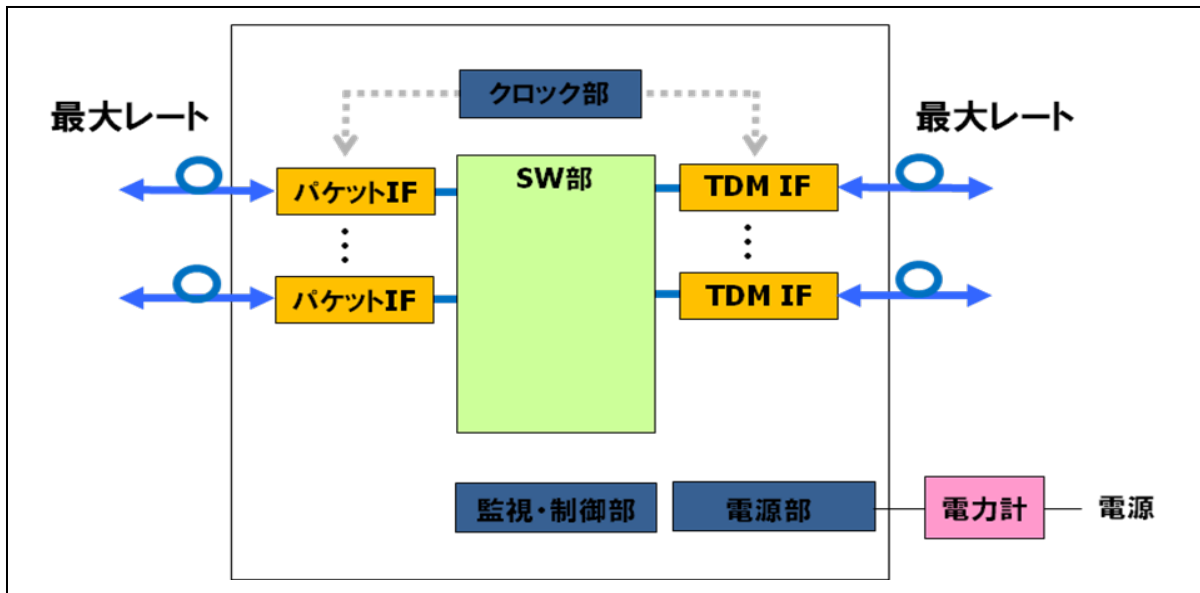 クロック部
最大レート
最大レート
パケットIF
SW部
TDM IF
パケットIF
TDM IF
監視・制御部
電源部
電力計
電源